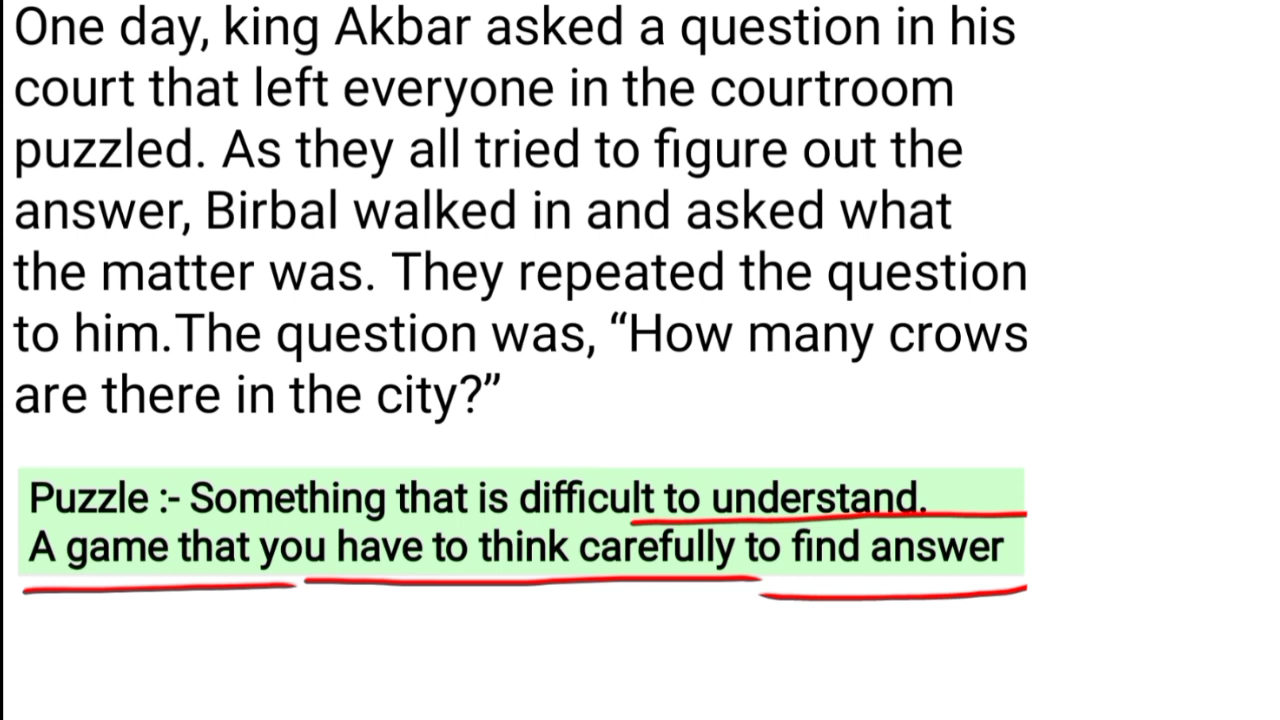 One day, king Akbar asked a question in his
court that left everyone in the courtroom
puzzled. As they all tried to figure out the
answer, Birbal walked in and asked what
the matter was. They repeated the question
to him.The question was, “How many crows
are there in the city?”
Puzzle :- Something that is difficult to understand.
A game that you have to think carefully to find answer